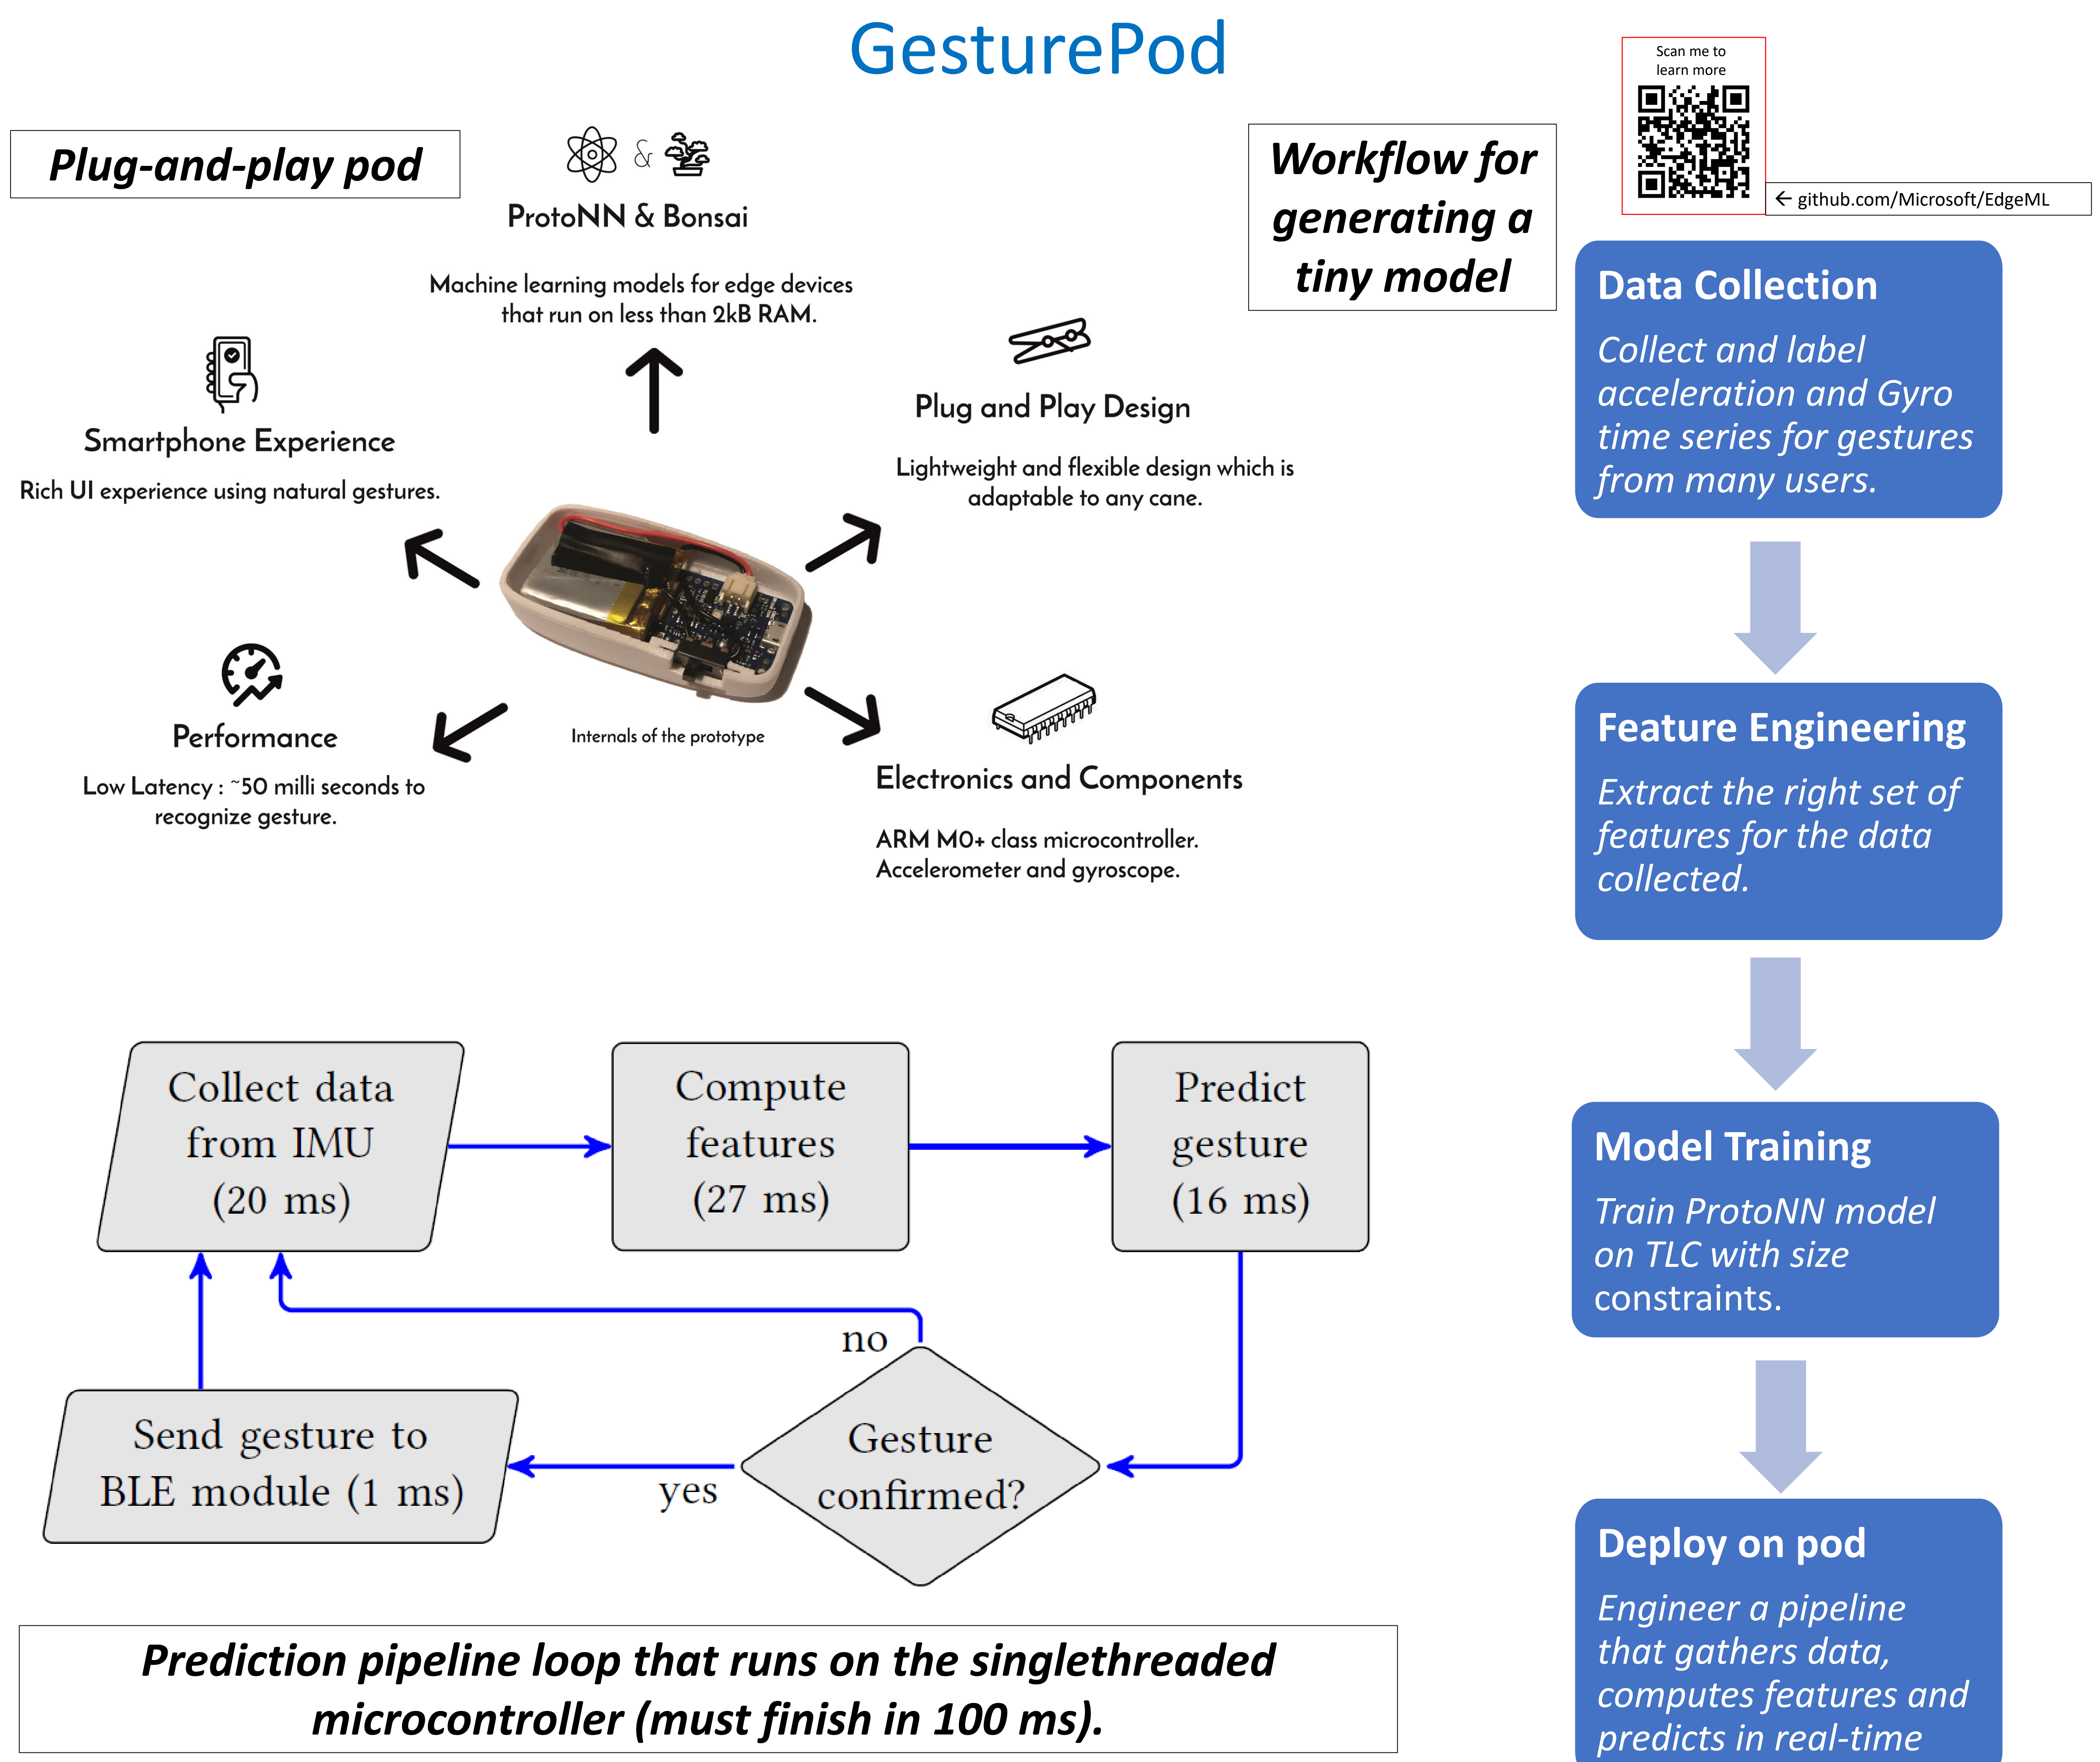 GesturePod
Scan me to
learn more
← github.com/Microsoft/EdgeML
Plug-and-play pod
&
ProtoNN & Bonsai
Machine learning models for edge devices
that run on less than 2kB RAM.
Smartphone Experience
Rich UI experience using natural gestures.
Plug and Play Design
Lightweight and flexible design which is
adaptable to any cane.
Performance
Low Latency : ~50 milli seconds to
recognize gesture.
Internals of the prototype
Electronics and Components
ARM M0+ class microcontroller.
Accelerometer and gyroscope.
Collect data
from IMU
(20 ms)
Compute
features
(27 ms)
Predict
gesture
(16 ms)
no
Gesture
confirmed?
yes
Send gesture to
BLE module (1 ms)
Prediction pipeline loop that runs on the singlethreaded
microcontroller (must finish in 100 ms).
Workflow for
generating a
tiny model
Data Collection
Collect and label
acceleration and Gyro
time series for gestures
from many users.
Feature Engineering
Extract the right set of
features for the data
collected.
Model Training
Train ProtoNN model
on TLC with size
constraints.
Deploy on pod
Engineer a pipeline
that gathers data,
computes features and
predicts in real-time